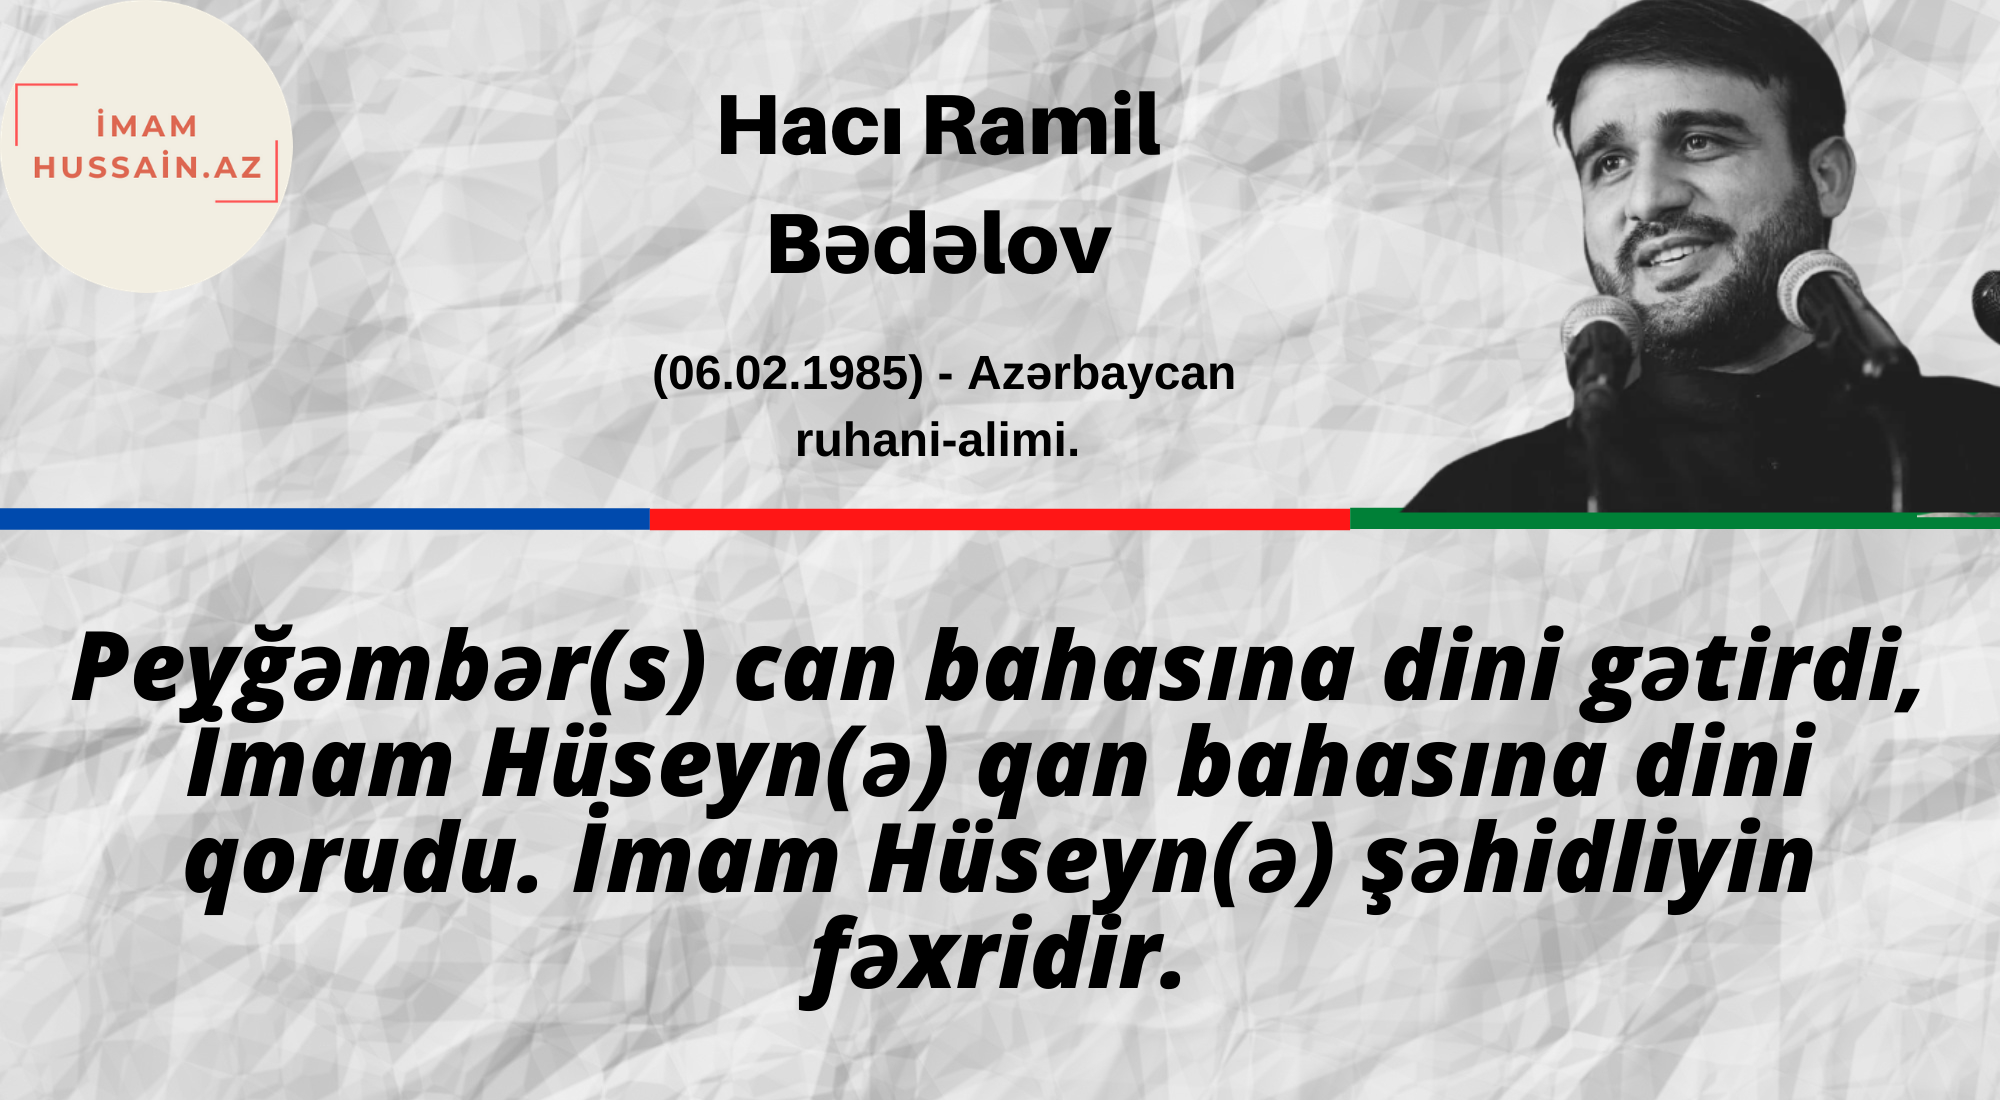 İMAM
HUSSAİN.AZ
Hacı Ramil
Bədəlov
(06.02.1985) - Azərbaycan
ruhani-alimi.
Peyğəmbər(s) can bahasına dini gətirdi,
İmam Hüseyn(ə) qan bahasına dini
qorudu. İmam Hüseyn(ə) şəhidliyin
fəxridir.